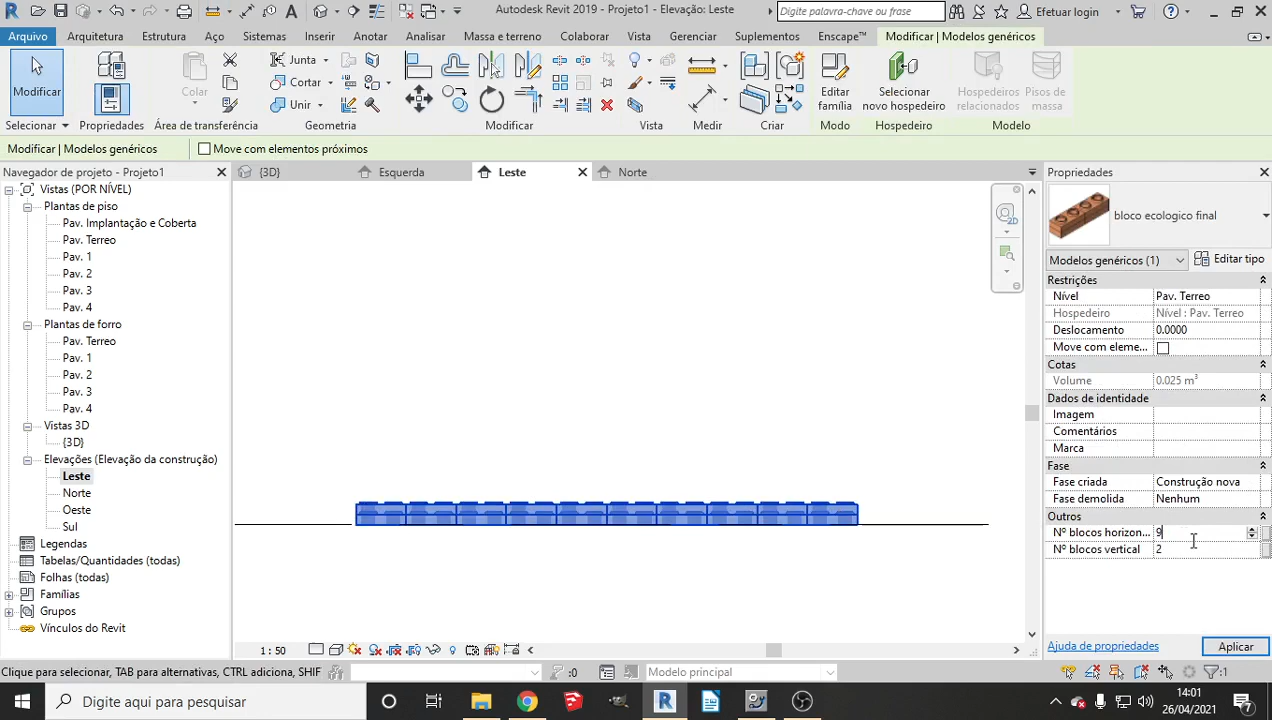 Autodesk Revit 2019 - Projeto1 - Elevação: Leste
Digite palavra-chave ou frase
Efetuar login
Arquivo
Arquitetura
Estrutura
Aço
Sistemas
Inserir
Anotar
Analisar
Massa e terreno
Colaborar
Vista
Gerenciar
Suplementos
Enscape™
Modificar | Modelos genéricos
Modificar
Colar
Junta
Cortar
Unir
Editar família
Selecionar novo hospedeiro
Hospedeiros relacionados
Pisos de massa
Selecionar
Propriedades
Área de transferência
Geometria
Modificar
Vista
Medir
Criar
Modo
Hospedeiro
Modelo
Modificar | Modelos genéricos
Move com elementos próximos
Navegador de projeto - Projeto1
Vistas (POR NÍVEL)
Plantas de piso
Pav. Implantação e Coberta
Pav. Terreo
Pav. 1
Pav. 2
Pav. 3
Pav. 4
Plantas de forro
Pav. Terreo
Pav. 1
Pav. 2
Pav. 3
Pav. 4
Vistas 3D
{3D}
Elevações (Elevação da construção)
Leste
Norte
Oeste
Sul
Legendas
Tabelas/Quantidades (todas)
Folhas (todas)
Famílias
Grupos
Vínculos do Revit
{3D}
Esquerda
Leste
Norte
2D
Propriedades
bloco ecologico final
Modelos genéricos (1)
Editar tipo
Restrições
Nível Pav. Terreo
Hospedeiro Nível : Pav. Terreo
Deslocamento 0.0000
Move com eleme...
Cotas
Volume 0.025 m³
Dados de identidade
Imagem
Comentários
Marca
Fase
Fase criada Construção nova
Fase demolida Nenhum
Outros
Nº blocos horizon... 9
Nº blocos vertical 2
Ajuda de propriedades
Aplicar
1 : 50
Clique para selecionar, TAB para alternativas, CTRL adiciona, SHIF
:0
Modelo principal
:1
Digite aqui para pesquisar
14:01
26/04/2021
7